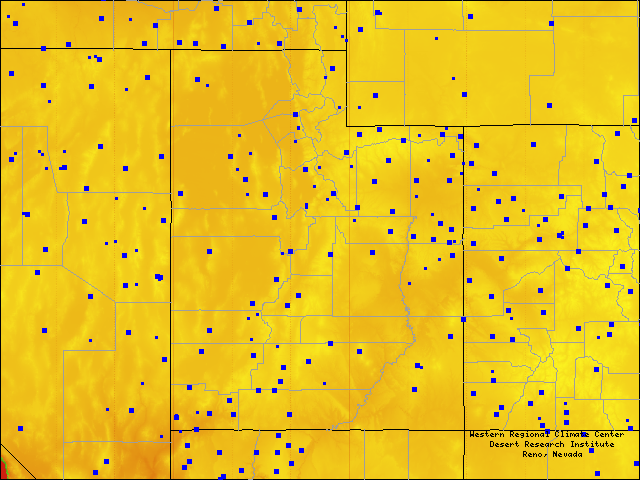 Western Regional Climate Center
Desert Research Institute
Reno, Nevada